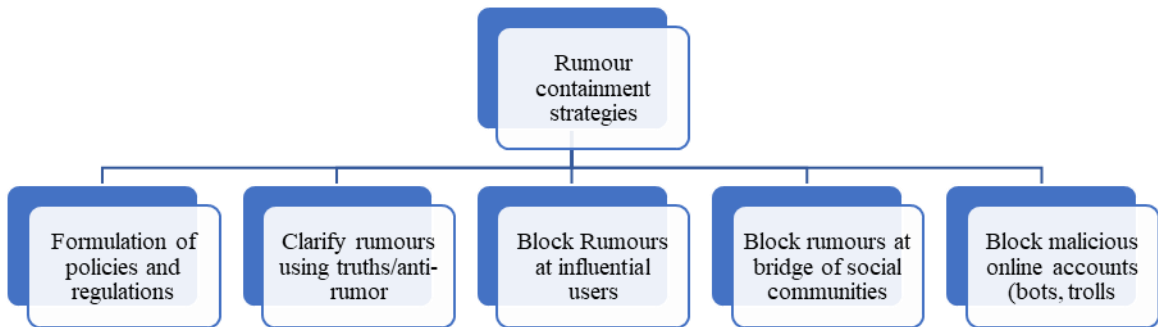 Rumour
containment
strategies
Formulation of
policies and
regulations
Clarify rumours
using truths/anti-
rumor
Block Rumours
at influential
users
Block rumours at
bridge of social
communities
Block malicious
online accounts
(bots, trolls